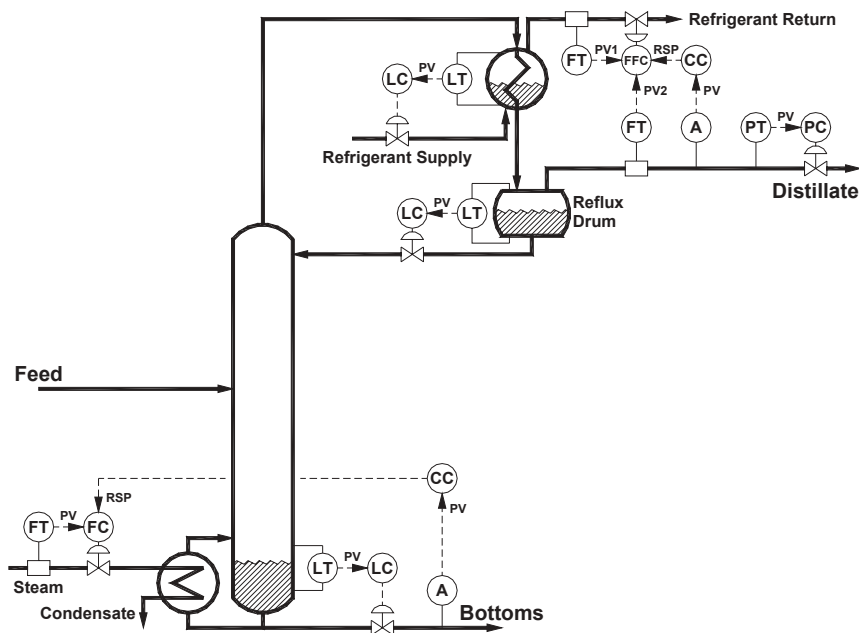 Refrigerant Return
FT
PV1
FFC
RSP
CC
LC
PV
LT
PV2
PV
FT
A
PT
PV
PC
Refrigerant Supply
Distillate
LC
PV
LT
Reflux
Drum
Feed
CC
RSP
PV
FT
PV
FC
LT
PV
LC
A
Steam
Condensate
Bottoms